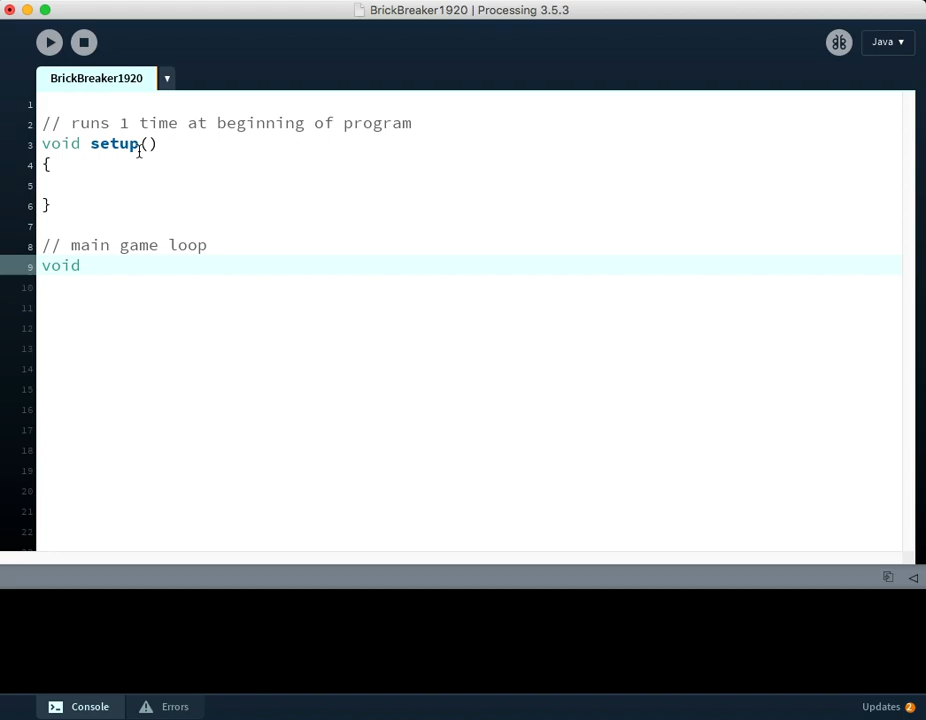 BrickBreaker1920 | Processing 3.5.3
Java ▾
BrickBreaker1920 ▾
1
2 // runs 1 time at beginning of program
3 void setup()
4 {
5
6 }
7
8 // main game loop
9 void
10
11
12
13
14
15
16
17
18
19
20
21
22
Console
Errors
Updates 2